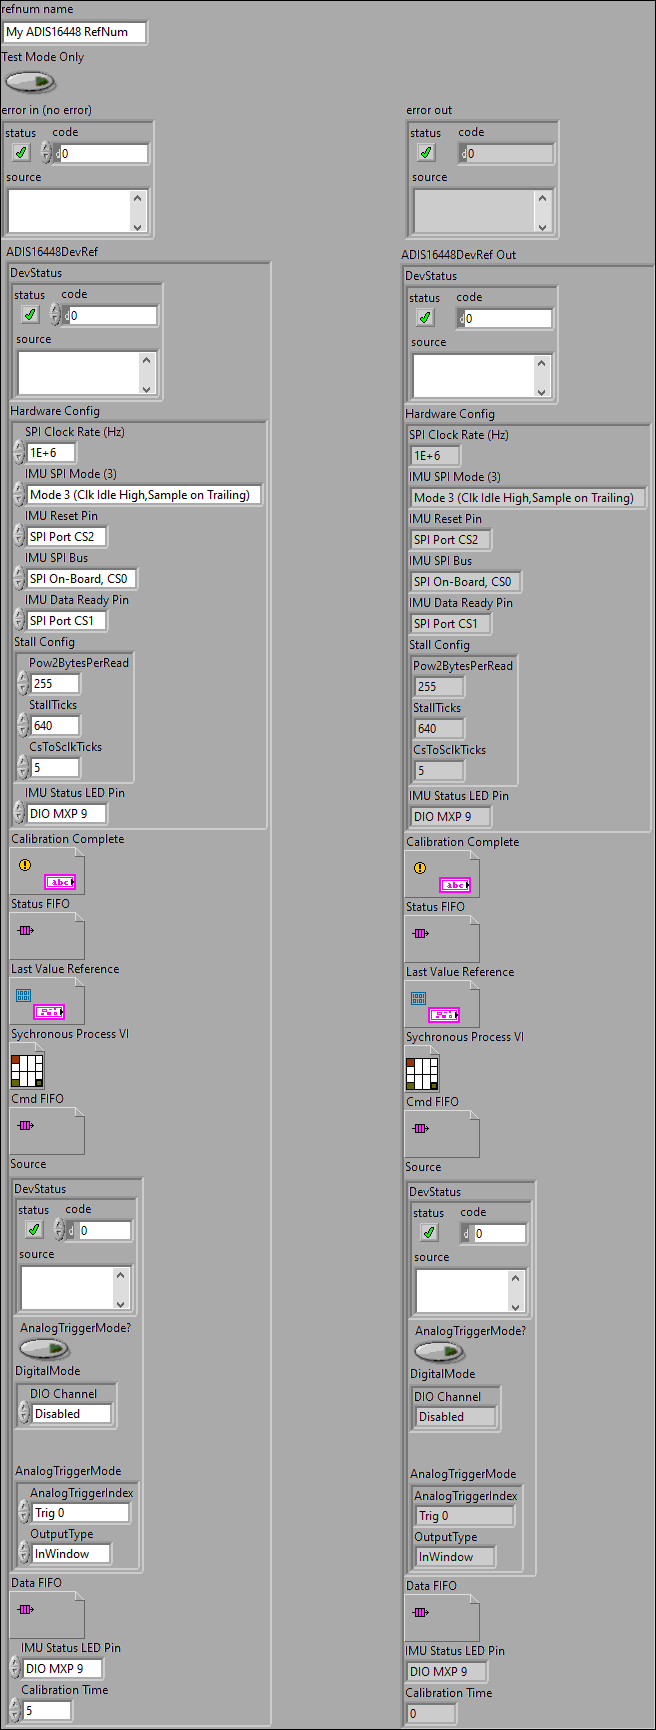 refnum name
My ADIS16448 RefNum
Test Mode Only
error in (no error)
status code
d 0
source
ADIS16448DevRef
DevStatus
status code
d 0
source
Hardware Config
SPI Clock Rate (Hz)
1E+6
IMU SPI Mode (3)
Mode 3 (Clk Idle High,Sample on Trailing)
IMU Reset Pin
SPI Port CS2
IMU SPI Bus
SPI On-Board, CS0
IMU Data Ready Pin
SPI Port CS1
Stall Config
Pow2BytesPerRead
255
StallTicks
640
CsToSclkTicks
5
IMU Status LED Pin
DIO MXP 9
Calibration Complete
abc
Status FIFO
Last Value Reference
Sychronous Process VI
Cmd FIFO
Source
DevStatus
status code
d 0
source
AnalogTriggerMode?
DigitalMode
DIO Channel
Disabled
AnalogTriggerMode
AnalogTriggerIndex
Trig 0
OutputType
InWindow
Data FIFO
IMU Status LED Pin
DIO MXP 9
Calibration Time
5
error out
status code
d 0
source
ADIS16448DevRef Out
DevStatus
status code
d 0
source
Hardware Config
SPI Clock Rate (Hz)
1E+6
IMU SPI Mode (3)
Mode 3 (Clk Idle High,Sample on Trailing)
IMU Reset Pin
SPI Port CS2
IMU SPI Bus
SPI On-Board, CS0
IMU Data Ready Pin
SPI Port CS1
Stall Config
Pow2BytesPerRead
255
StallTicks
640
CsToSclkTicks
5
IMU Status LED Pin
DIO MXP 9
Calibration Complete
abc
Status FIFO
Last Value Reference
Sychronous Process VI
Cmd FIFO
Source
DevStatus
status code
d 0
source
AnalogTriggerMode?
DigitalMode
DIO Channel
Disabled
AnalogTriggerMode
AnalogTriggerIndex
Trig 0
OutputType
InWindow
Data FIFO
IMU Status LED Pin
DIO MXP 9
Calibration Time
0